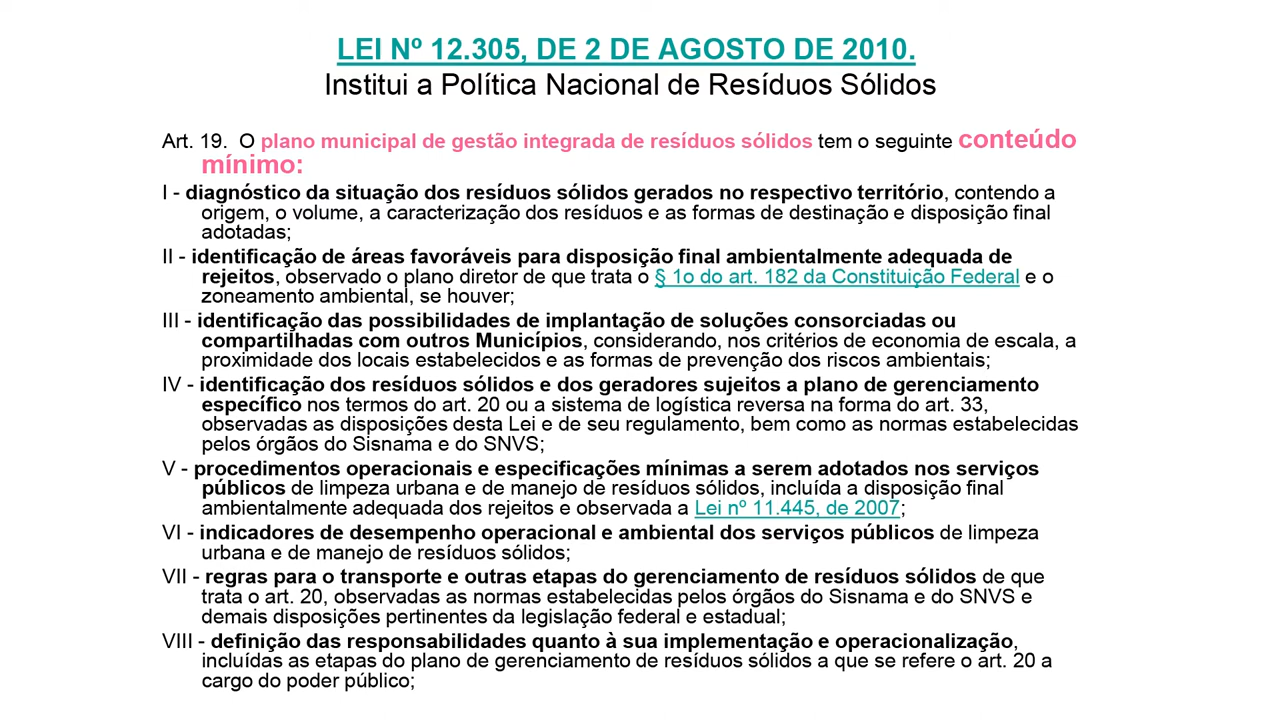 LEI Nº 12.305, DE 2 DE AGOSTO DE 2010.
Institui a Política Nacional de Resíduos Sólidos
Art. 19.  O plano municipal de gestão integrada de resíduos sólidos tem o seguinte conteúdo
mínimo:
I - diagnóstico da situação dos resíduos sólidos gerados no respectivo território, contendo a
origem, o volume, a caracterização dos resíduos e as formas de destinação e disposição final
adotadas;
II - identificação de áreas favoráveis para disposição final ambientalmente adequada de
rejeitos, observado o plano diretor de que trata o § 1o do art. 182 da Constituição Federal e o
zoneamento ambiental, se houver;
III - identificação das possibilidades de implantação de soluções consorciadas ou
compartilhadas com outros Municípios, considerando, nos critérios de economia de escala, a
proximidade dos locais estabelecidos e as formas de prevenção dos riscos ambientais;
IV - identificação dos resíduos sólidos e dos geradores sujeitos a plano de gerenciamento
específico nos termos do art. 20 ou a sistema de logística reversa na forma do art. 33,
observadas as disposições desta Lei e de seu regulamento, bem como as normas estabelecidas
pelos órgãos do Sisnama e do SNVS;
V - procedimentos operacionais e especificações mínimas a serem adotados nos serviços
públicos de limpeza urbana e de manejo de resíduos sólidos, incluída a disposição final
ambientalmente adequada dos rejeitos e observada a Lei nº 11.445, de 2007;
VI - indicadores de desempenho operacional e ambiental dos serviços públicos de limpeza
urbana e de manejo de resíduos sólidos;
VII - regras para o transporte e outras etapas do gerenciamento de resíduos sólidos de que
trata o art. 20, observadas as normas estabelecidas pelos órgãos do Sisnama e do SNVS e
demais disposições pertinentes da legislação federal e estadual;
VIII - definição das responsabilidades quanto à sua implementação e operacionalização,
incluídas as etapas do plano de gerenciamento de resíduos sólidos a que se refere o art. 20 a
cargo do poder público;